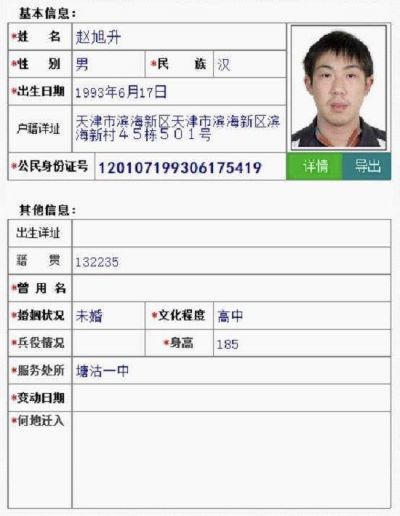 基本信息：
*姓 名 赵旭升
*性 别 男 *民 族 汉
*出生日期 1993年6月17日
户籍详址 天津市滨海新区天津市滨海新区滨
海新村４５栋５０１号
*公民身份证号 120107199306175419 详情 导出
其他信息：
出生详址
籍 贯 132235
*曾 用 名
*婚姻状况 未婚 *文化程度 高中
*兵役情况 *身高 185
*服务处所 塘沽一中
*变动日期
*何地迁入